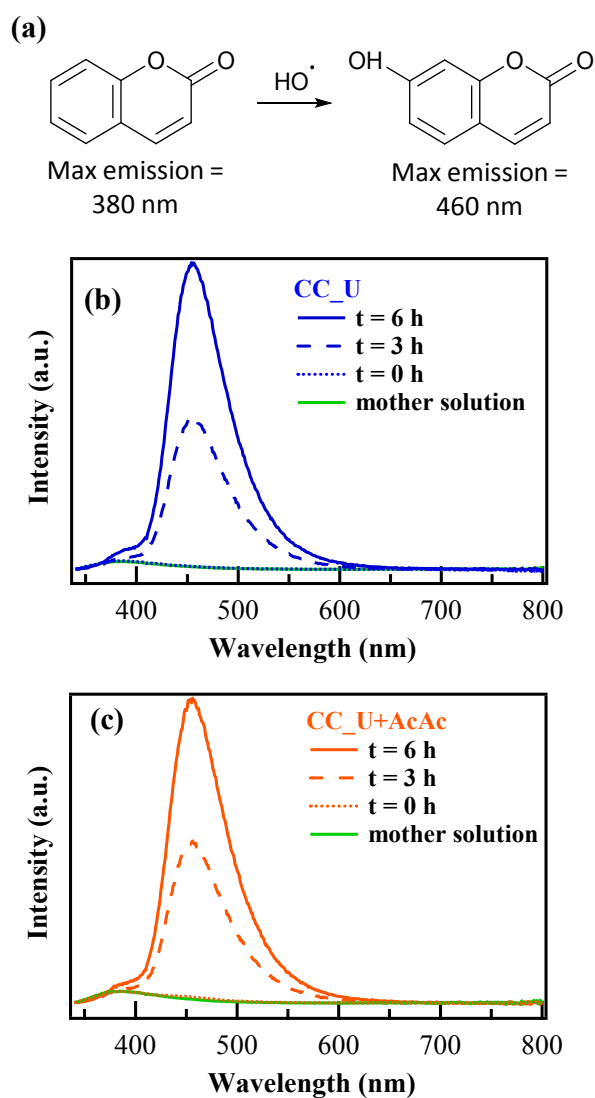 (a)
O
O
HO·
OH
O
O
Max emission =
380 nm
Max emission =
460 nm
(b)
CC_U
t = 6 h
t = 3 h
t = 0 h
mother solution
Intensity (a.u.)
400
500
600
700
800
Wavelength (nm)
(c)
CC_U+AcAc
t = 6 h
t = 3 h
t = 0 h
mother solution
Intensity (a.u.)
400
500
600
700
800
Wavelength (nm)